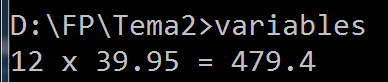 D:\FP\Tema2>variables
12 x 39.95 = 479.4